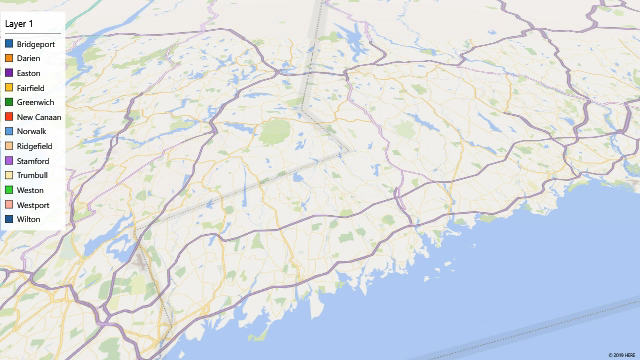 Layer 1
Bridgeport
Darien
Easton
Fairfield
Greenwich
New Canaan
Norwalk
Ridgefield
Stamford
Trumbull
Weston
Westport
Wilton
© 2019 HERE